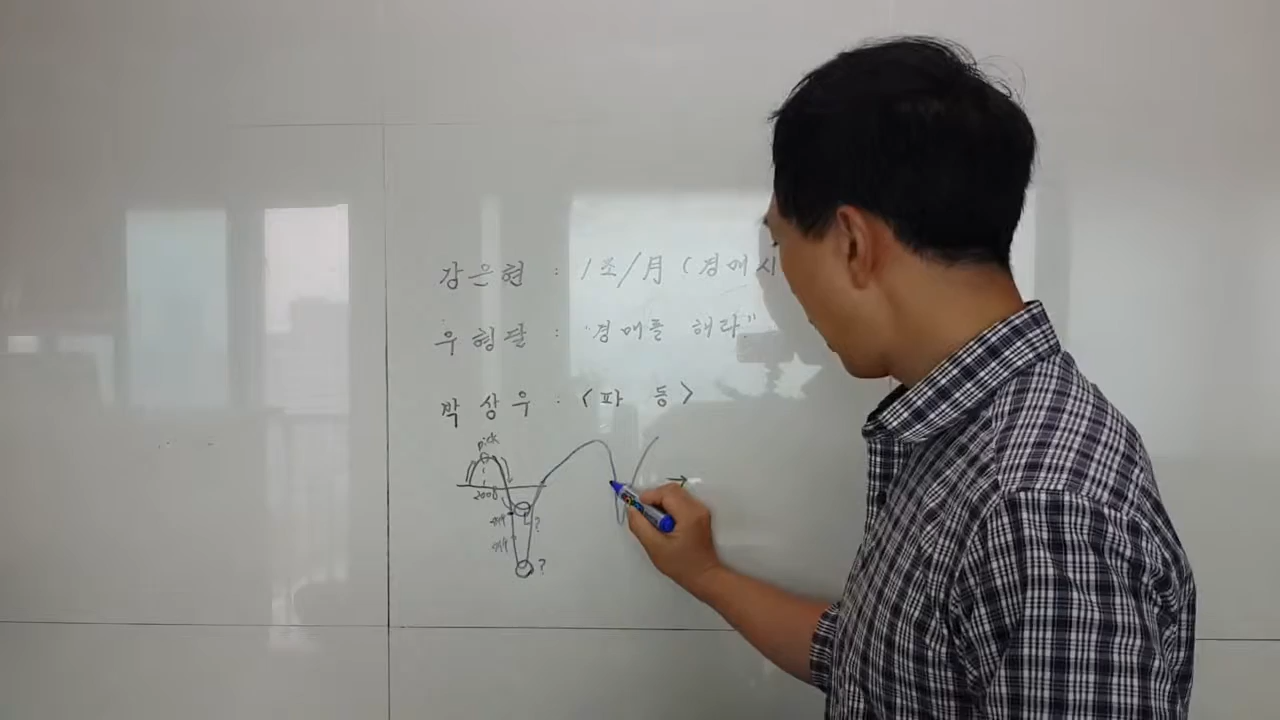 강은현 : 1조/月 (경매시
우형달 : "경매를 해라"
박상우 : <파 동>
pick
2008
?
?